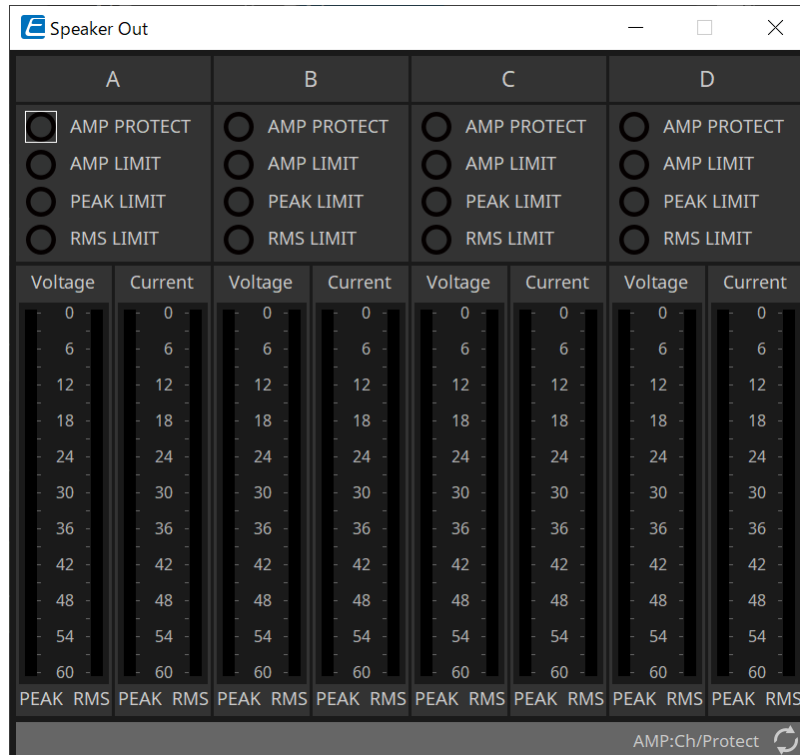 Speaker Out
A B C D
AMP PROTECT AMP PROTECT AMP PROTECT AMP PROTECT
AMP LIMIT AMP LIMIT AMP LIMIT AMP LIMIT
PEAK LIMIT PEAK LIMIT PEAK LIMIT PEAK LIMIT
RMS LIMIT RMS LIMIT RMS LIMIT RMS LIMIT
Voltage Current Voltage Current Voltage Current Voltage Current
0 0 0 0 0 0 0 0
6 6 6 6 6 6 6 6
12 12 12 12 12 12 12 12
18 18 18 18 18 18 18 18
24 24 24 24 24 24 24 24
30 30 30 30 30 30 30 30
36 36 36 36 36 36 36 36
42 42 42 42 42 42 42 42
48 48 48 48 48 48 48 48
54 54 54 54 54 54 54 54
60 60 60 60 60 60 60 60
PEAK RMS PEAK RMS PEAK RMS PEAK RMS PEAK RMS PEAK RMS PEAK RMS PEAK RMS
AMP:Ch/Protect